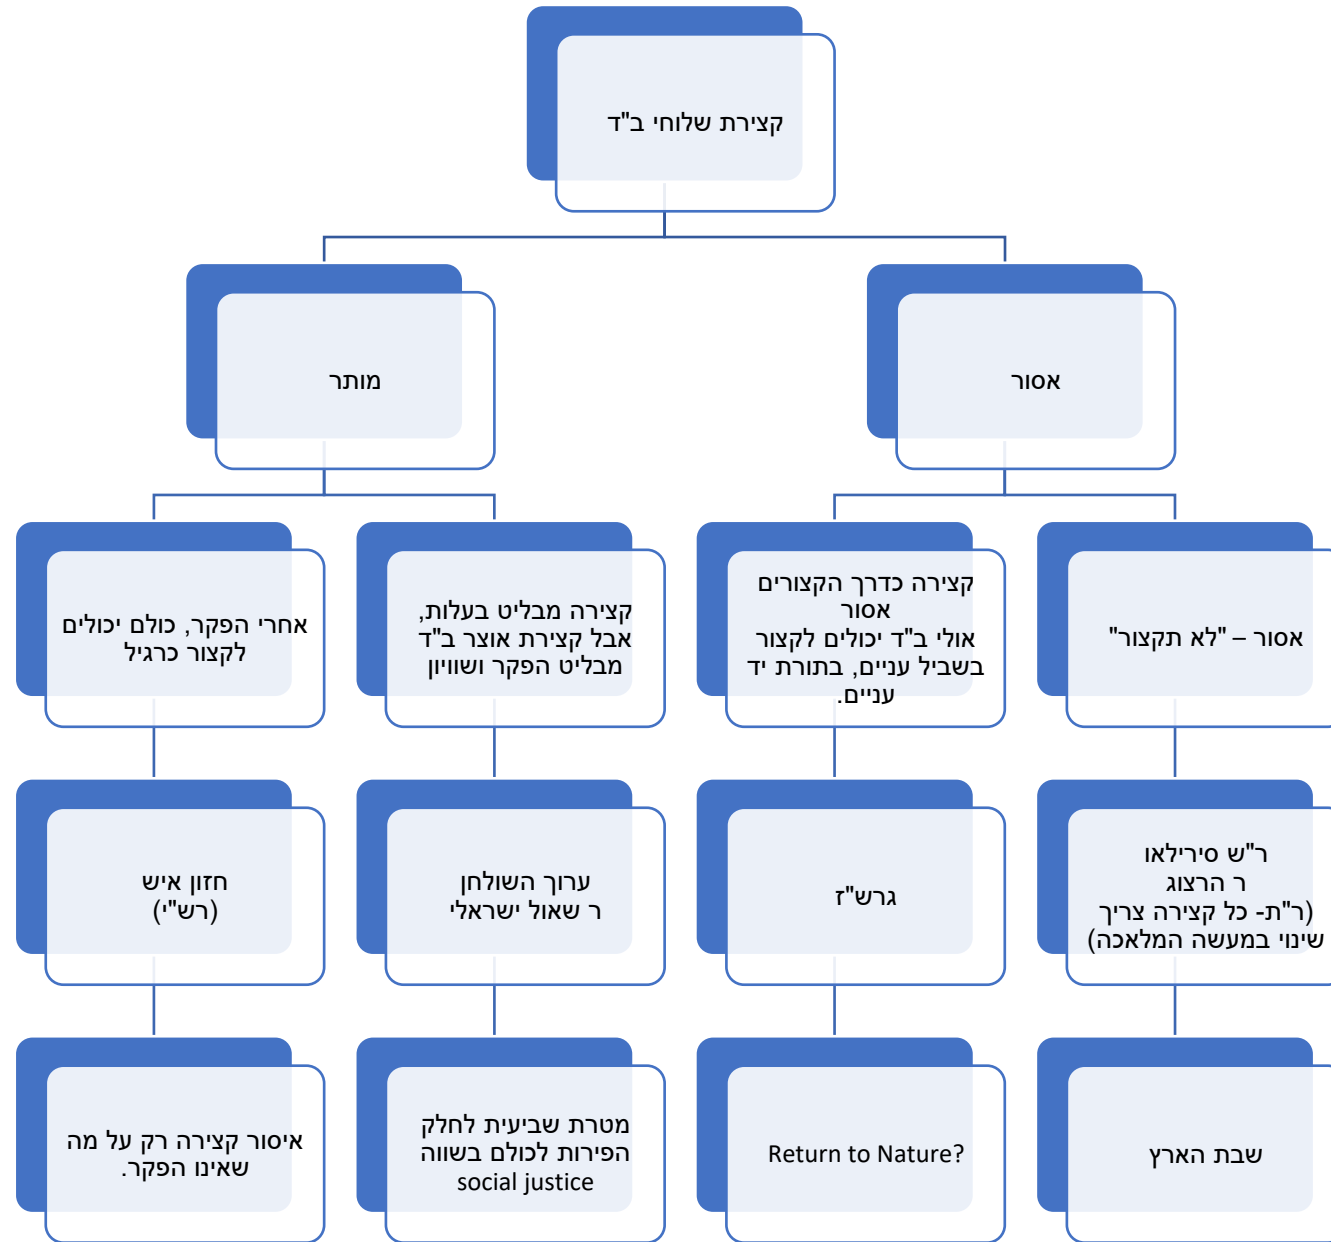 קצירת שלוחי ב"ד
אסור
מותר
אסור – "לא תקצור"
קצירה כדרך הקצורים
אסור
אולי ב"ד יכולים לקצור
בשביל עניים, בתורת יד
עניים.
קצירה מבליט בעלות,
אבל קצירת אוצר ב"ד
מבליט הפקר ושוויון
אחרי הפקר, כולם יכולים
לקצור כרגיל
ר"ש סירילאו
ר הרצוג
(ר"ת- כל קצירה צריך
שינוי במעשה המלאכה)
גרש"ז
ערוך השולחן
ר שאול ישראלי
חזון איש
(רש"י)
שבת הארץ
Return to Nature?
מטרת שביעית לחלק
הפירות לכולם בשווה
social justice
איסור קצירה רק על מה
שאינו הפקר.